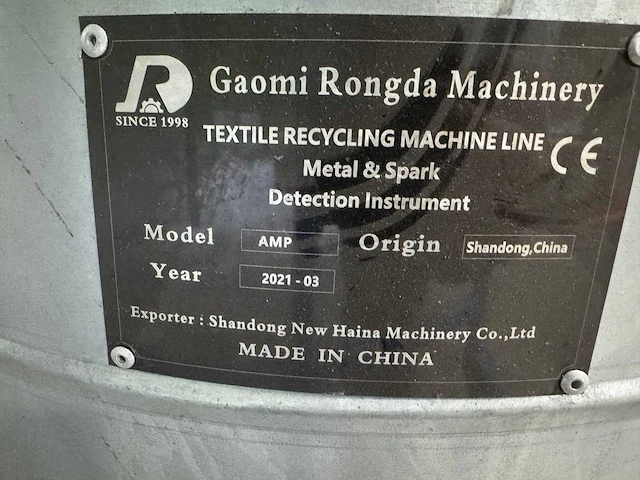 Gaomi Rongda Machinery
SINCE 1998
TEXTILE RECYCLING MACHINE LINE CE
Metal & Spark
Detection Instrument
Model AMP Origin Shandong,China
Year 2021-03
Exporter : Shandong New Haina Machinery Co.,Ltd
MADE IN CHINA